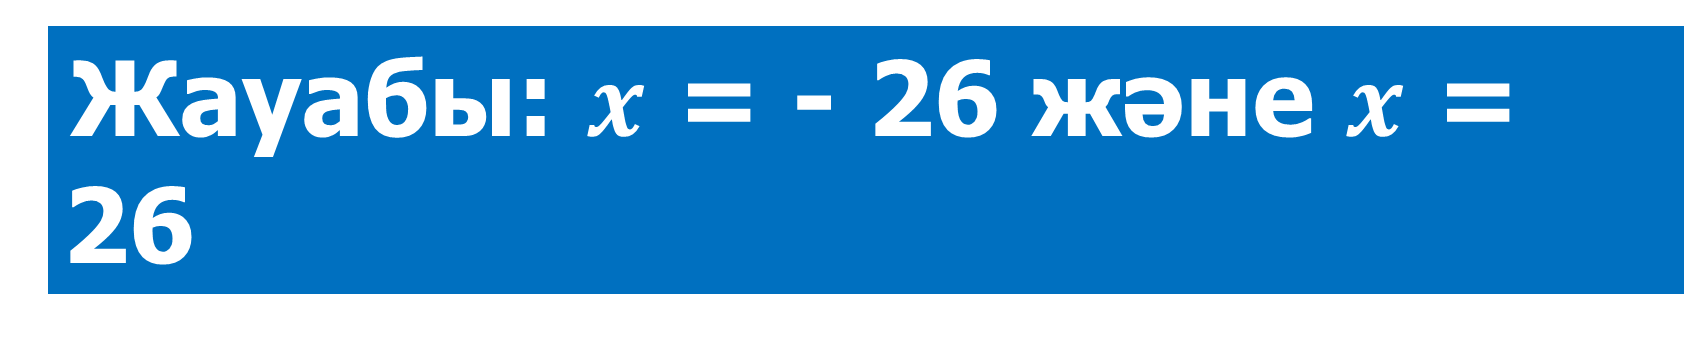 Жауабы: 𝑥 = - 26 және 𝑥 =
26